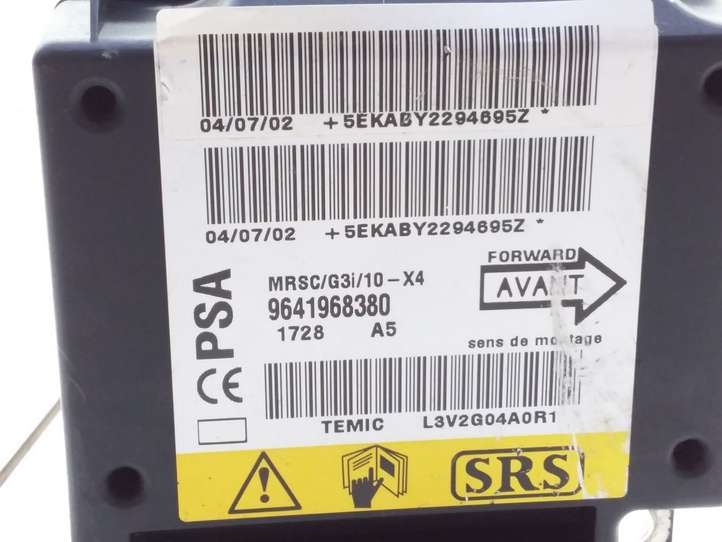 04/07/02 +5EKABY2294695Z *
04/07/02 +5EKABY2294695Z *
PSA
CE
MRSC/G3i/10-X4
9641968380
1728 A5
FORWARD
AVANT
sens de montage
TEMIC L3V2G04A0R1
SRS